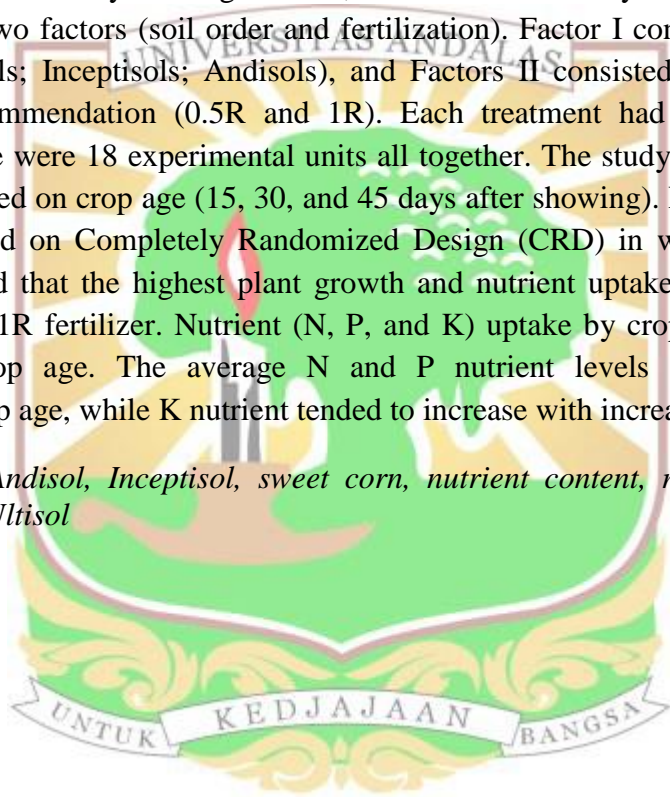 wo factors (soil order and fertilization). Factor I con
UNIVERSITAS ANDALAS
ls; Inceptisols; Andisols), and Factors II consisted
mmendation (0.5R and 1R). Each treatment had
e were 18 experimental units all together. The study
ed on crop age (15, 30, and 45 days after showing).
d on Completely Randomized Design (CRD) in w
d that the highest plant growth and nutrient uptake
1R fertilizer. Nutrient (N, P, and K) uptake by crop
op age. The average N and P nutrient levels
p age, while K nutrient tended to increase with increa
Andisol, Inceptisol, sweet corn, nutrient content, n
Ultisol
UNTUK KEDJAJAAN BANGSA